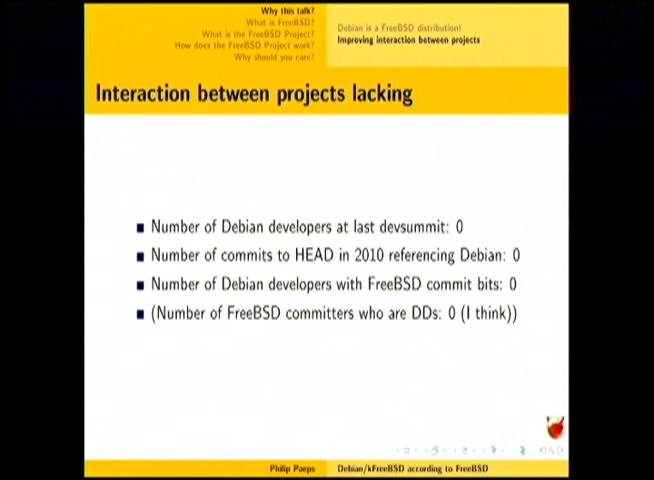 Why this talk?
What is FreeBSD?
What is the FreeBSD Project?
How does the FreeBSD Project work?
Why should you care?
Debian is a FreeBSD distribution!
Improving interaction between projects
Interaction between projects lacking
Number of Debian developers at last devsummit: 0
Number of commits to HEAD in 2010 referencing Debian: 0
Number of Debian developers with FreeBSD commit bits: 0
(Number of FreeBSD committers who are DDs: 0 (I think))
Philip Paeps
Debian/kFreeBSD according to FreeBSD